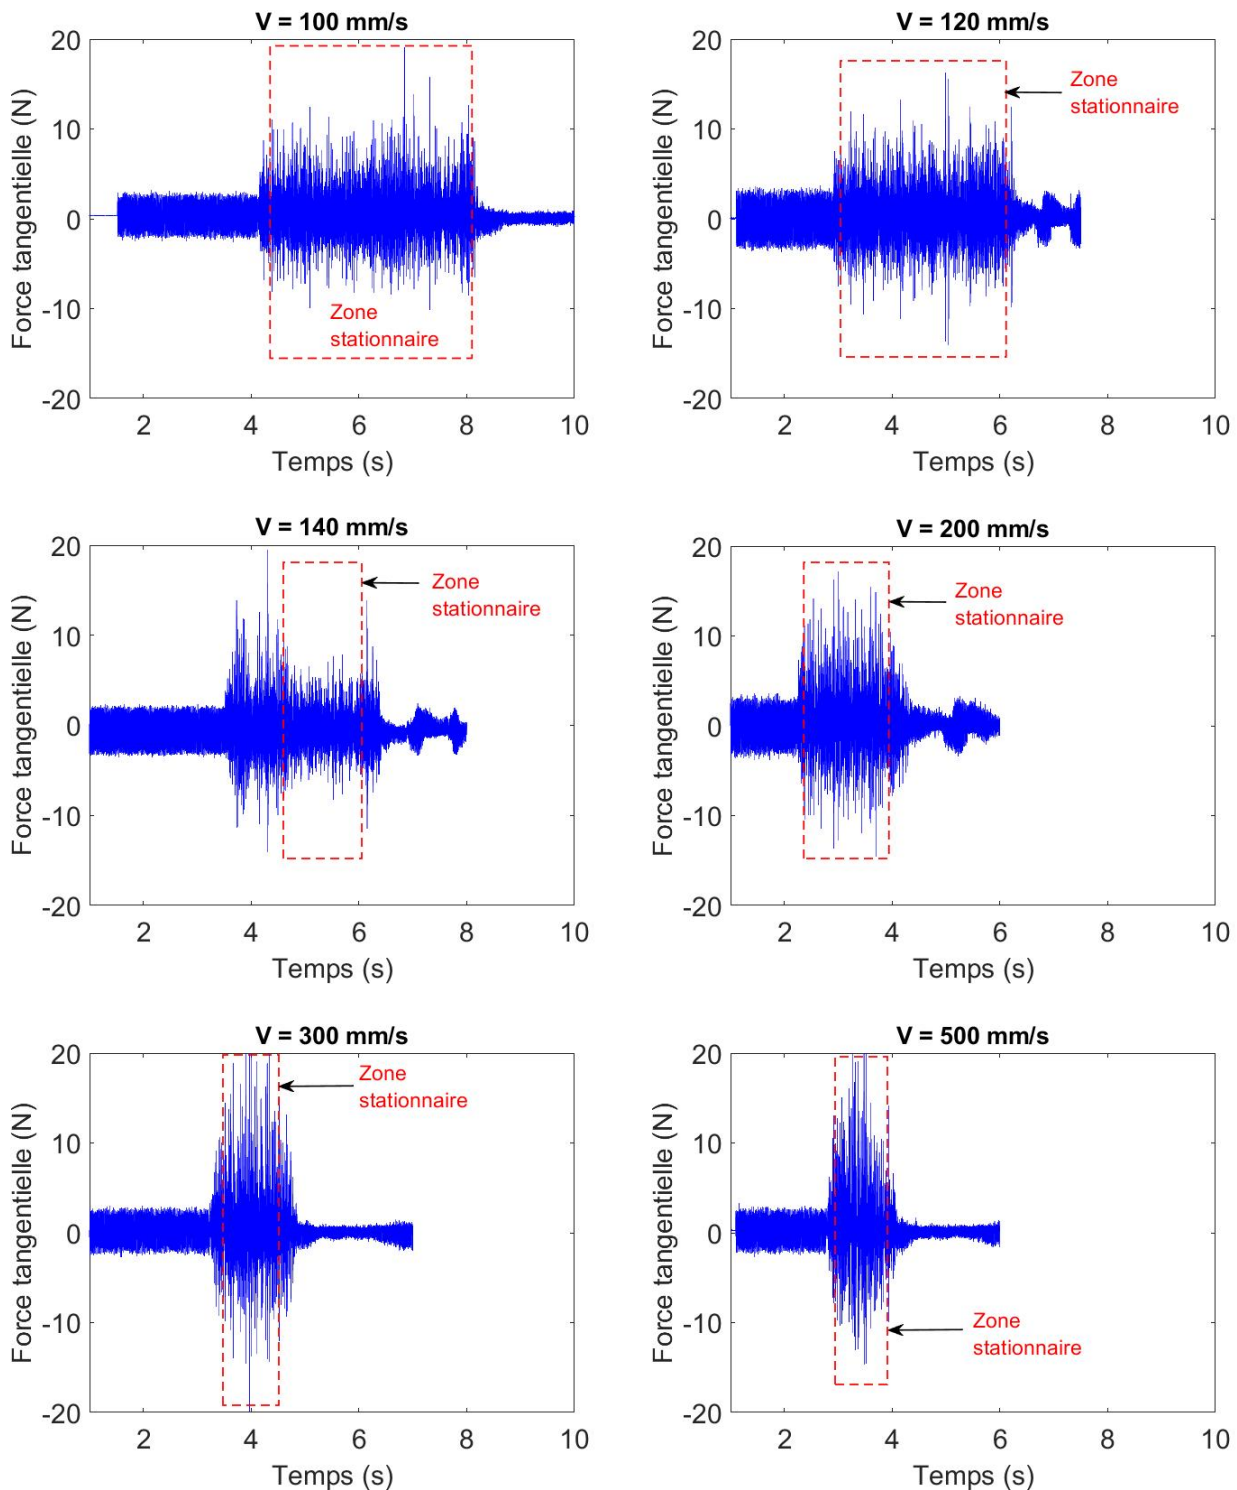 V = 100 mm/s
20
10
0
-10
-20
Force tangentielle (N)
Zone
stationnaire
2 4 6 8 10
Temps (s)
V = 120 mm/s
20
10
0
-10
-20
Force tangentielle (N)
Zone
stationnaire
2 4 6 8 10
Temps (s)
V = 140 mm/s
20
10
0
-10
-20
Force tangentielle (N)
Zone
stationnaire
2 4 6 8 10
Temps (s)
V = 200 mm/s
20
10
0
-10
-20
Force tangentielle (N)
Zone
stationnaire
2 4 6 8 10
Temps (s)
V = 300 mm/s
20
10
0
-10
-20
Force tangentielle (N)
Zone
stationnaire
2 4 6 8 10
Temps (s)
V = 500 mm/s
20
10
0
-10
-20
Force tangentielle (N)
Zone
stationnaire
2 4 6 8 10
Temps (s)